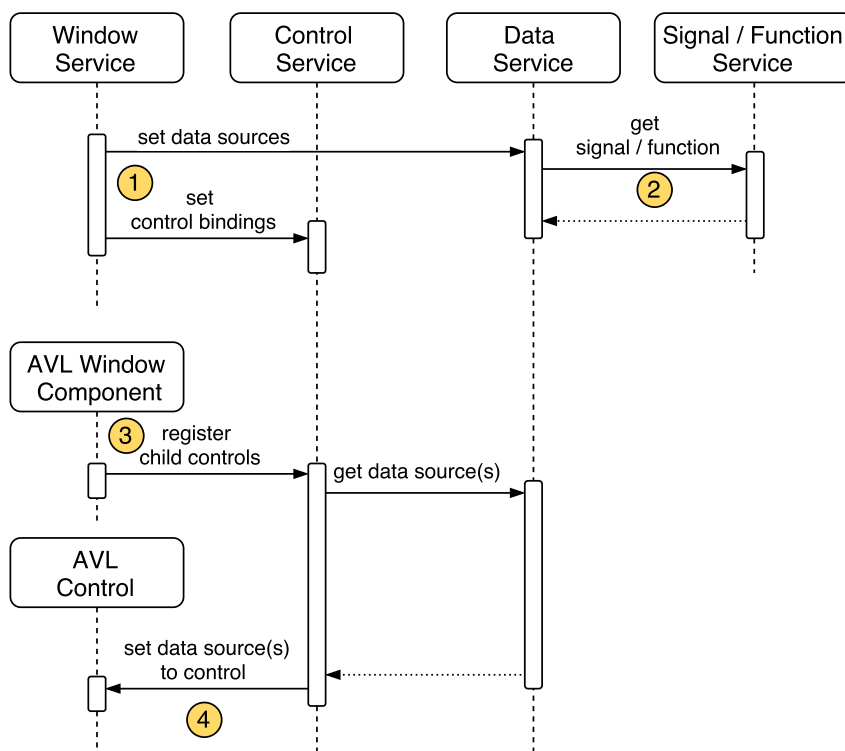 Window
Service
Control
Service
Data
Service
Signal / Function
Service
set data sources
get
signal / function
1
2
set
control bindings
AVL Window
Component
3
register
child controls
get data source(s)
AVL
Control
set data source(s)
to control
4